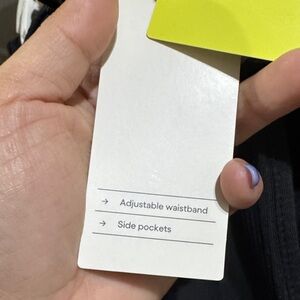 → Adjustable waistband
→ Side pockets